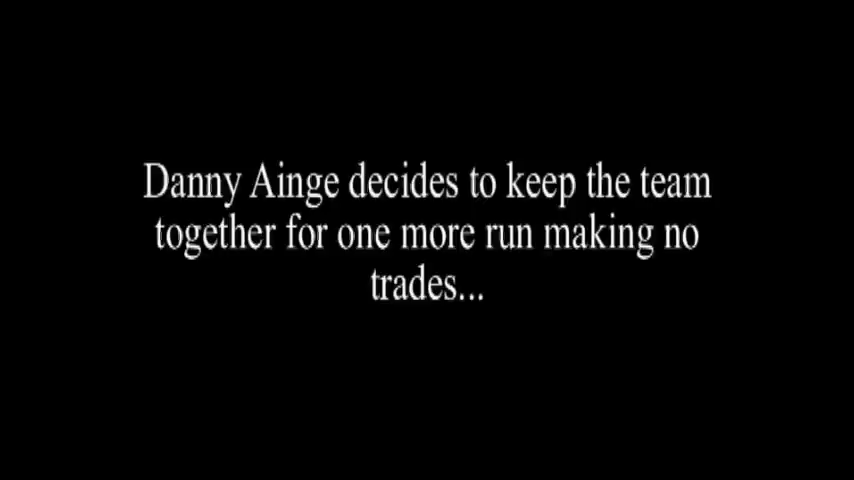 Danny Ainge decides to keep the team
together for one more run making no
trades...